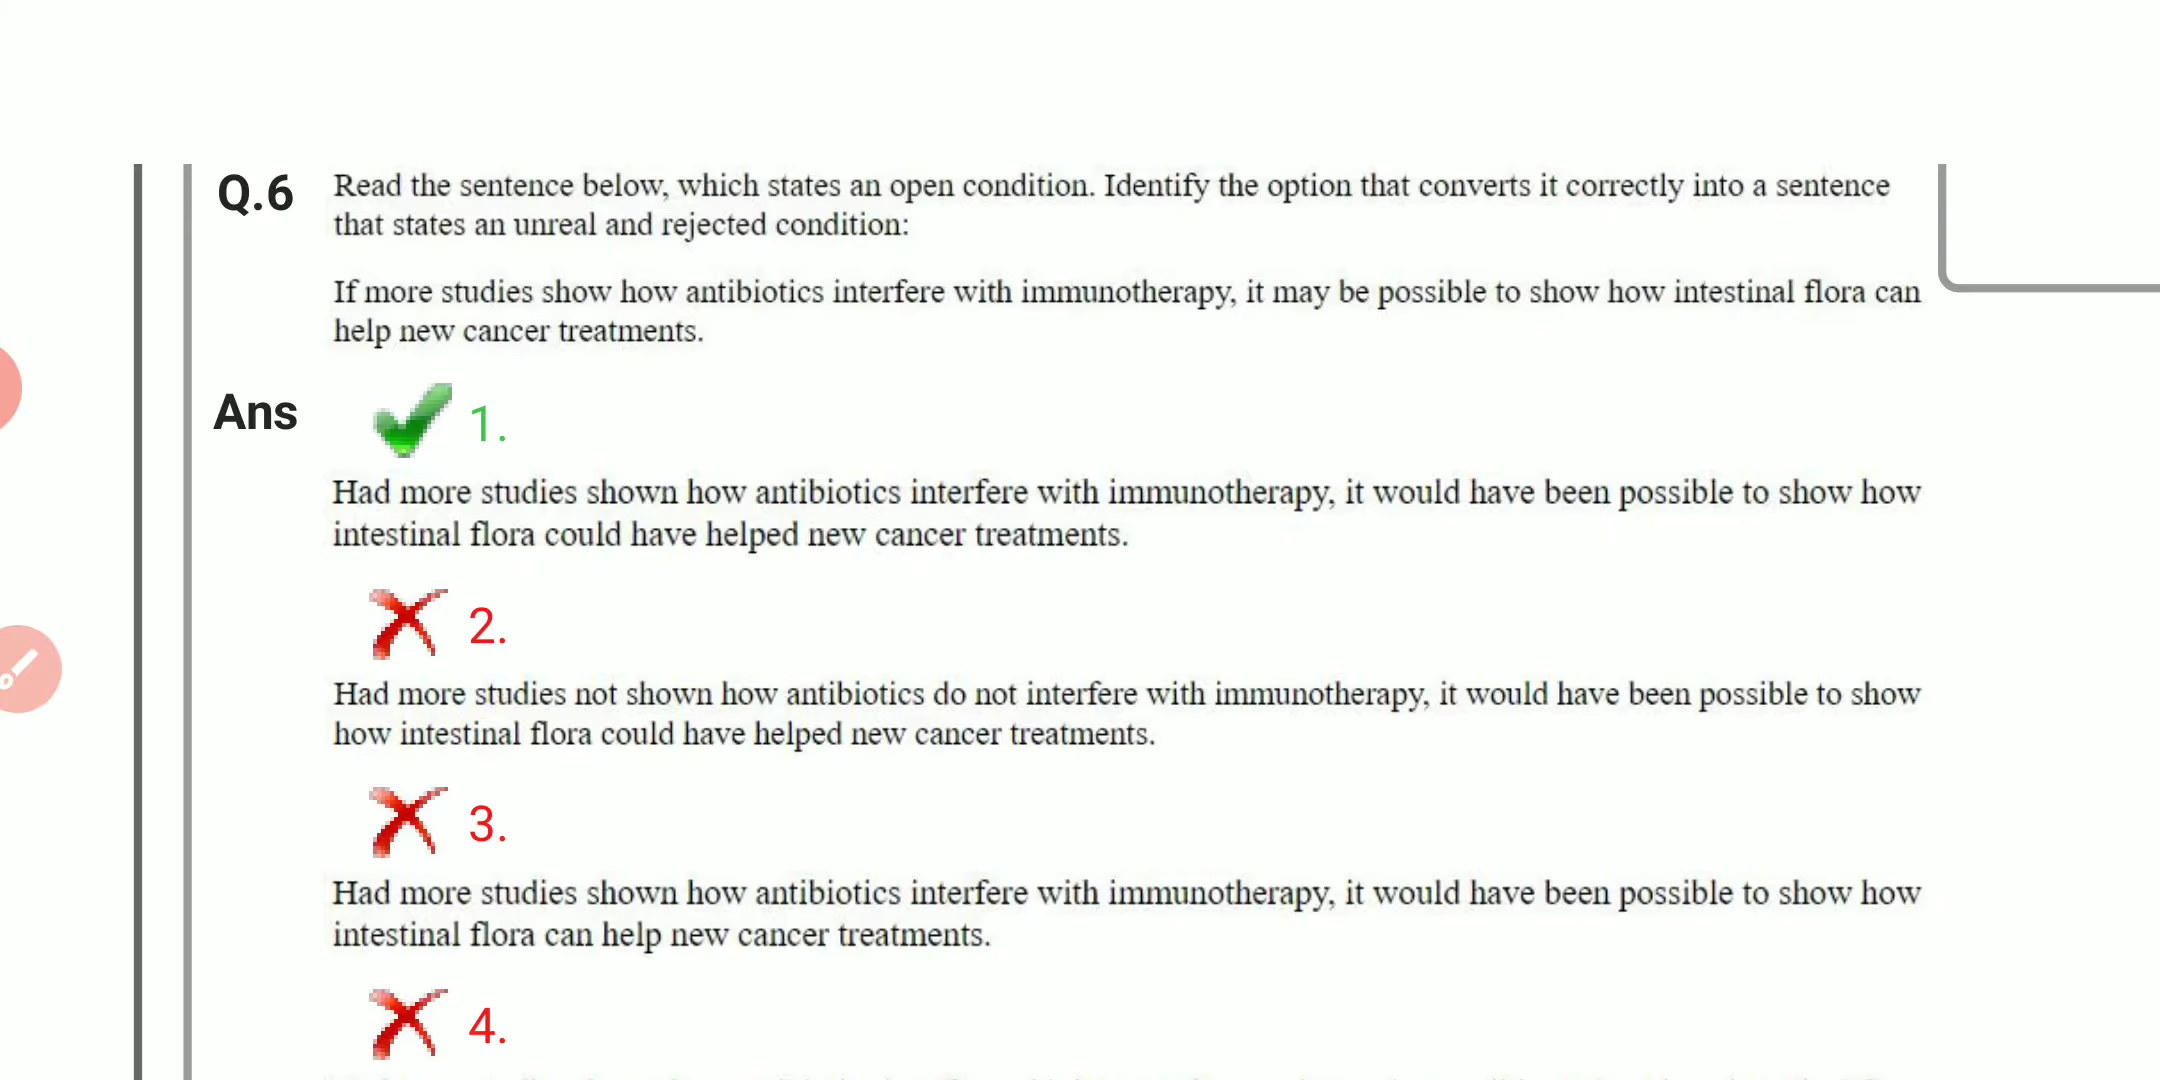 Q.6 Read the sentence below, which states an open condition. Identify the option that converts it correctly into a sentence
that states an unreal and rejected condition:
If more studies show how antibiotics interfere with immunotherapy, it may be possible to show how intestinal flora can
help new cancer treatments.
Ans 1.
Had more studies shown how antibiotics interfere with immunotherapy, it would have been possible to show how
intestinal flora could have helped new cancer treatments.
2.
Had more studies not shown how antibiotics do not interfere with immunotherapy, it would have been possible to show
how intestinal flora could have helped new cancer treatments.
3.
Had more studies shown how antibiotics interfere with immunotherapy, it would have been possible to show how
intestinal flora can help new cancer treatments.
4.